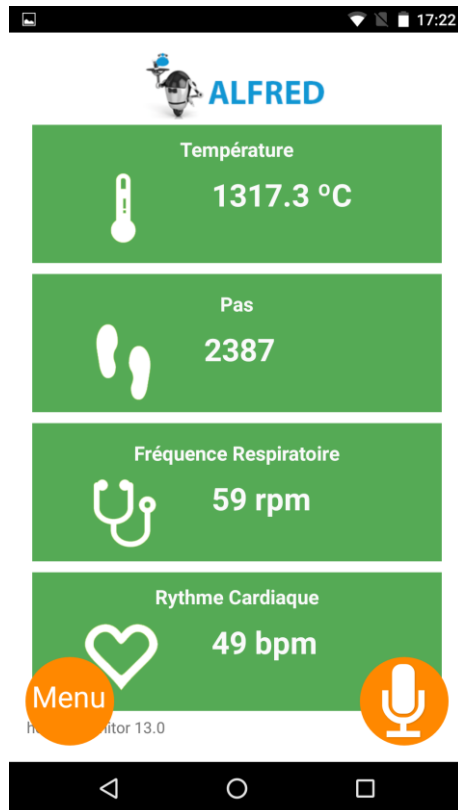 17:22
ALFRED
Température
1317.3 ºC
Pas
2387
Fréquence Respiratoire
59 rpm
Rythme Cardiaque
49 bpm
Menu
13.0